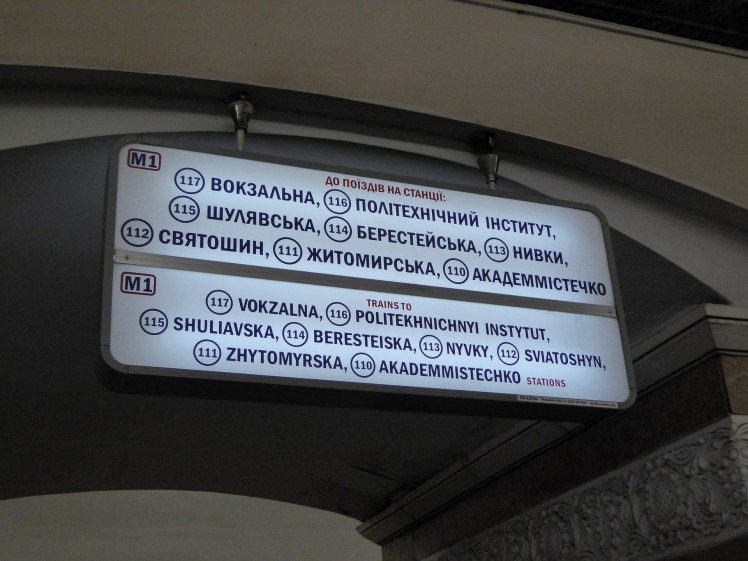 M1
ДО ПОЇЗДІВ НА СТАНЦІЇ:
117 ВОКЗАЛЬНА, 116 ПОЛІТЕХНІЧНИЙ ІНСТИТУТ,
115 ШУЛЯВСЬКА, 114 БЕРЕСТЕЙСЬКА, 113 НИВКИ,
112 СВЯТОШИН, 111 ЖИТОМИРСЬКА, 110 АКАДЕММІСТЕЧКО
M1
TRAINS TO
117 VOKZALNA, 116 POLITEKHNICHNYI INSTYTUT,
115 SHULIAVSKA, 114 BERESTEISKA, 113 NYVKY, 112 SVIATOSHYN,
111 ZHYTOMYRSKA, 110 AKADEMMISTECHKO STATIONS